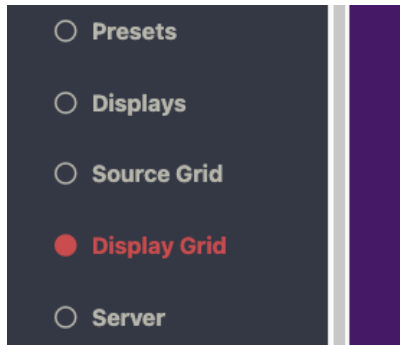 Presets
Displays
Source Grid
Display Grid
Server